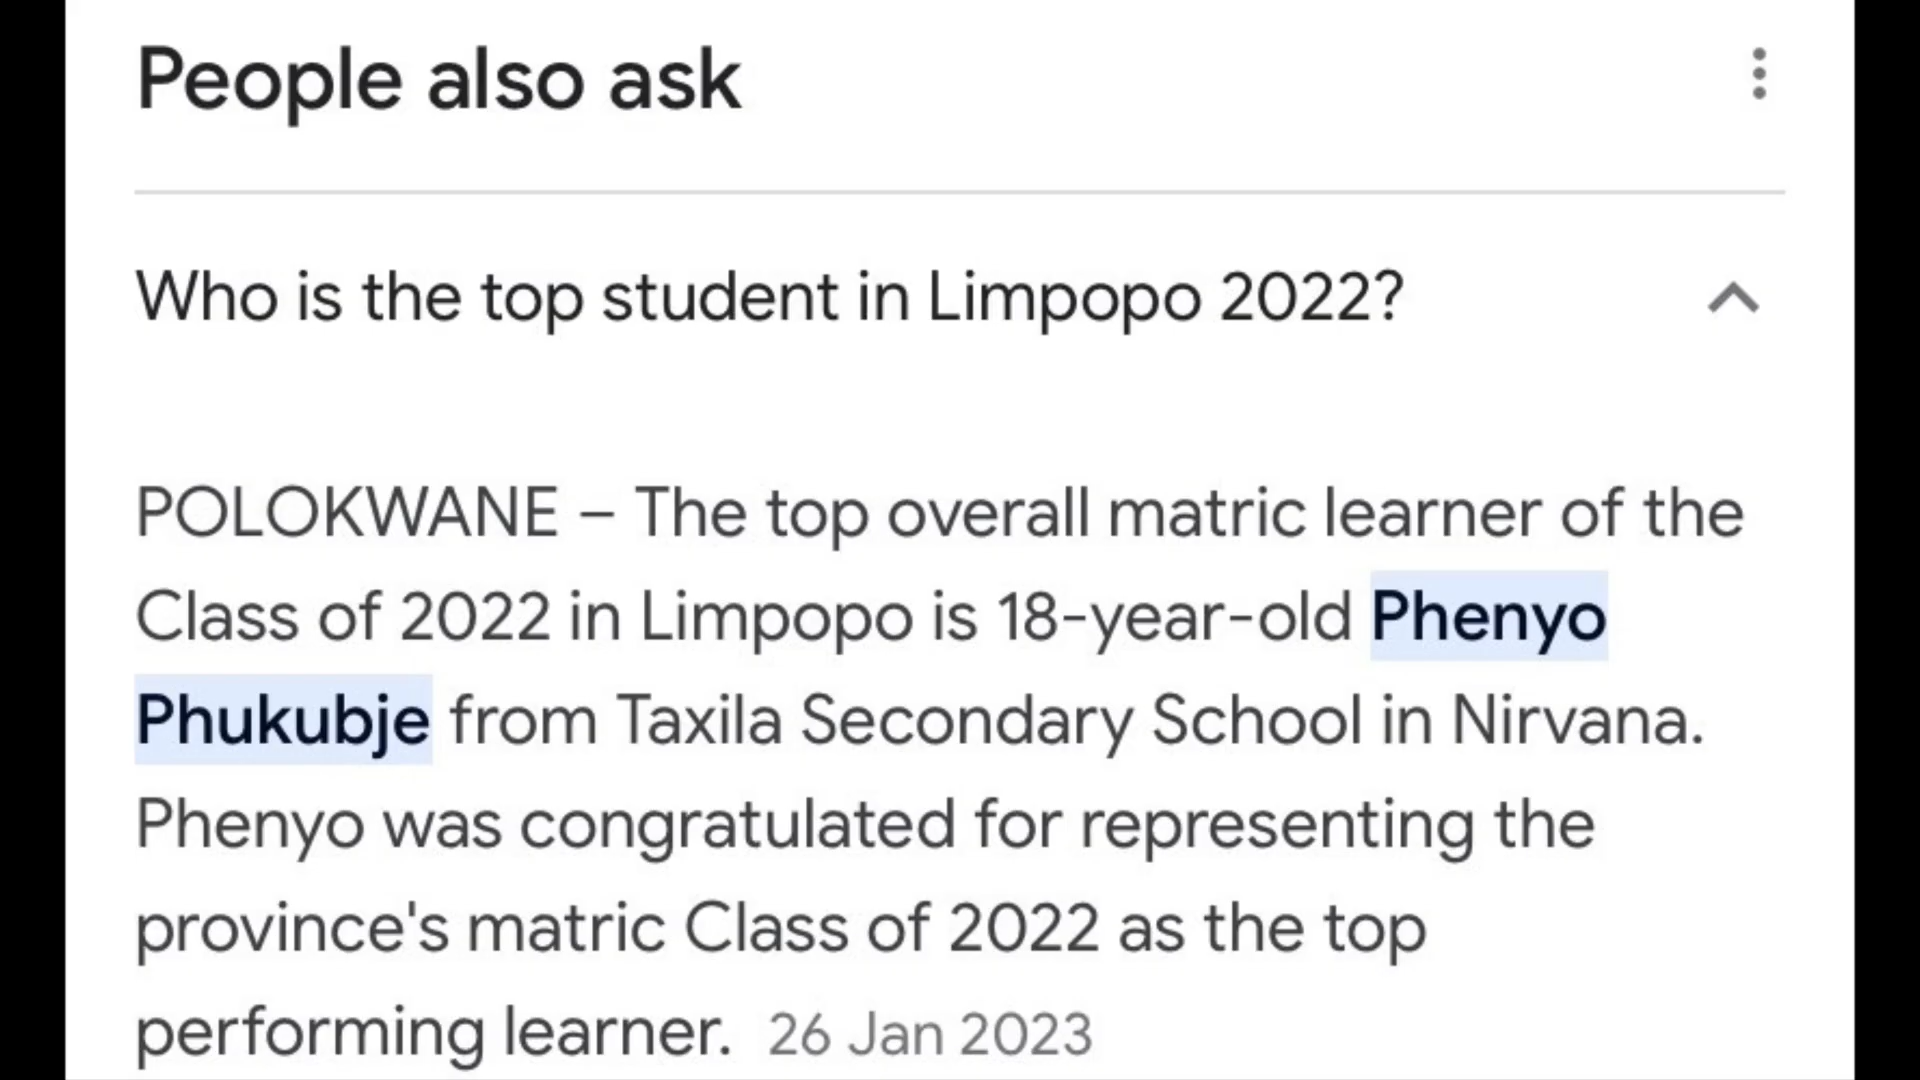 People also ask
Who is the top student in Limpopo 2022?
POLOKWANE – The top overall matric learner of the
Class of 2022 in Limpopo is 18-year-old Phenyo
Phukubje from Taxila Secondary School in Nirvana.
Phenyo was congratulated for representing the
province's matric Class of 2022 as the top
performing learner. 26 Jan 2023